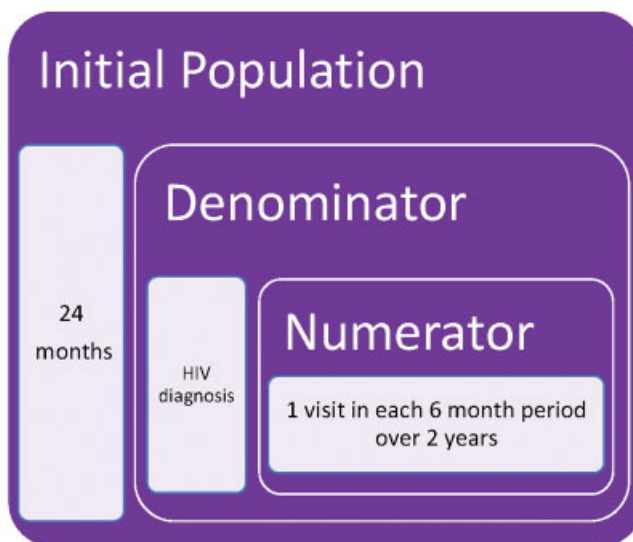 Initial Population
Denominator
24
months
HIV
diagnosis
Numerator
1 visit in each 6 month period
over 2 years